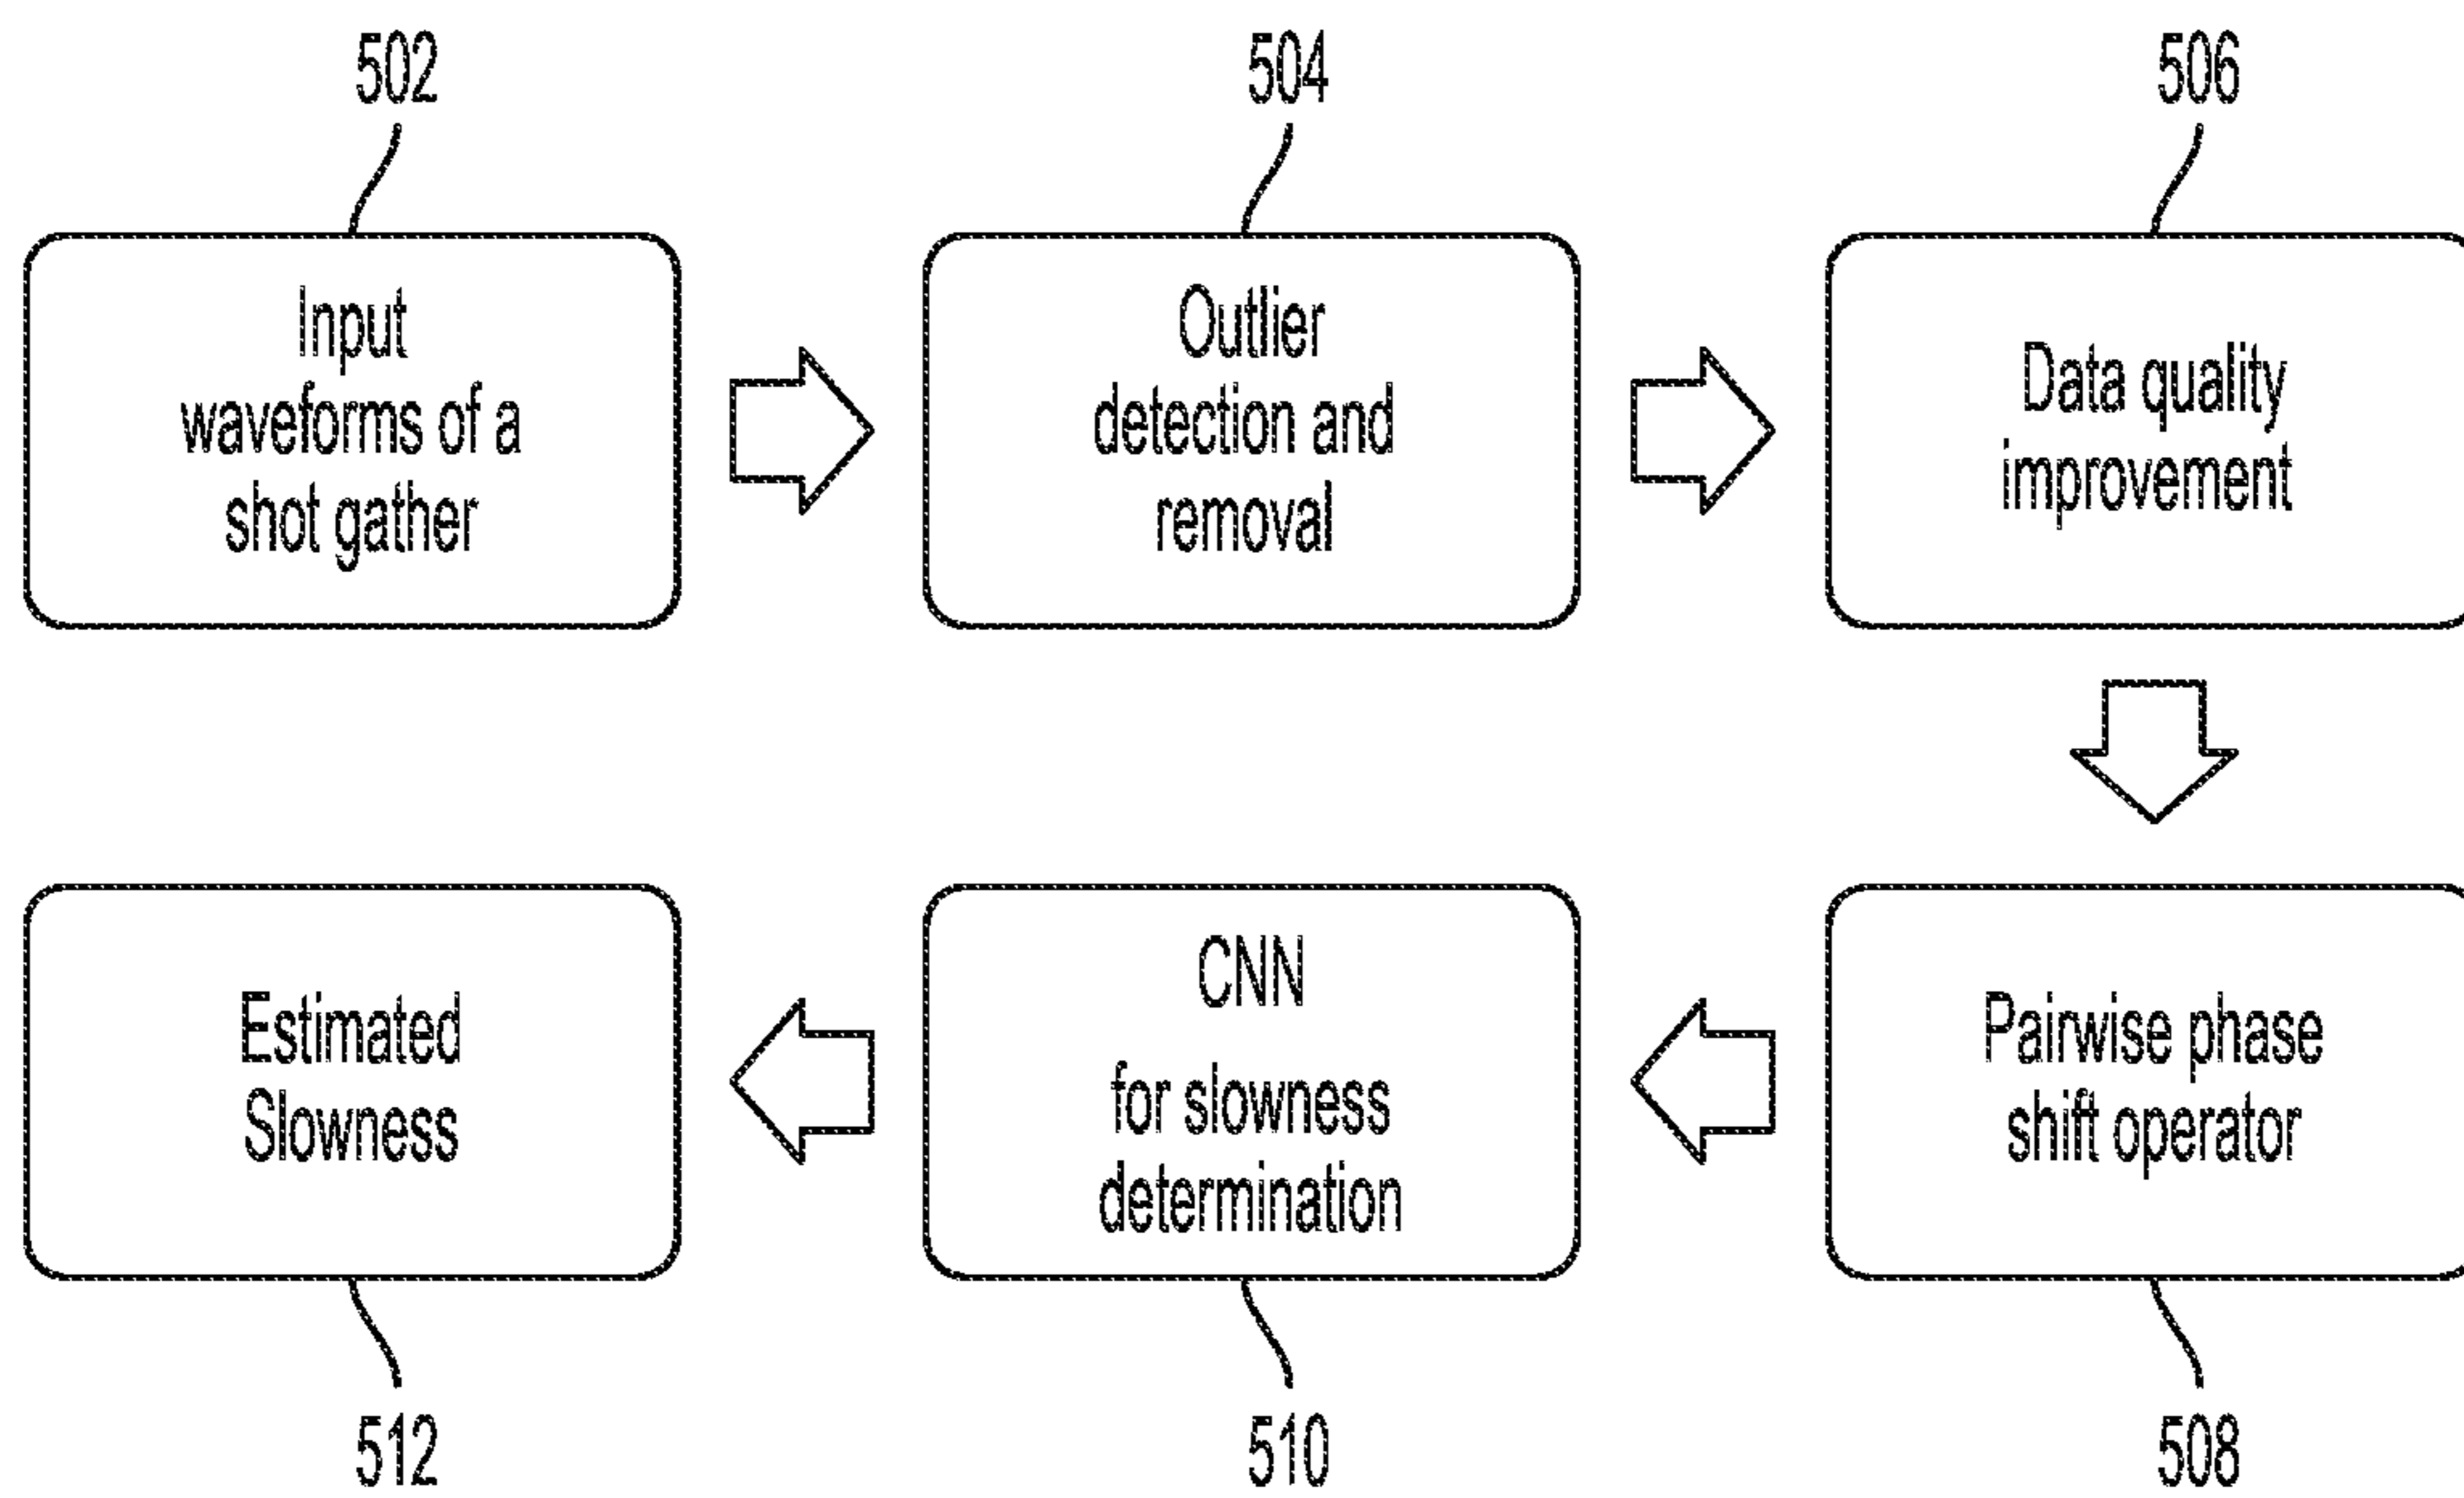 502
504
506
Input
waveforms of a
shot gather
Outlier
detection and
removal
Data quality
improvement
Estimated
Slowness
CNN
for slowness
determination
Pairwise phase
shift operator
512
510
508